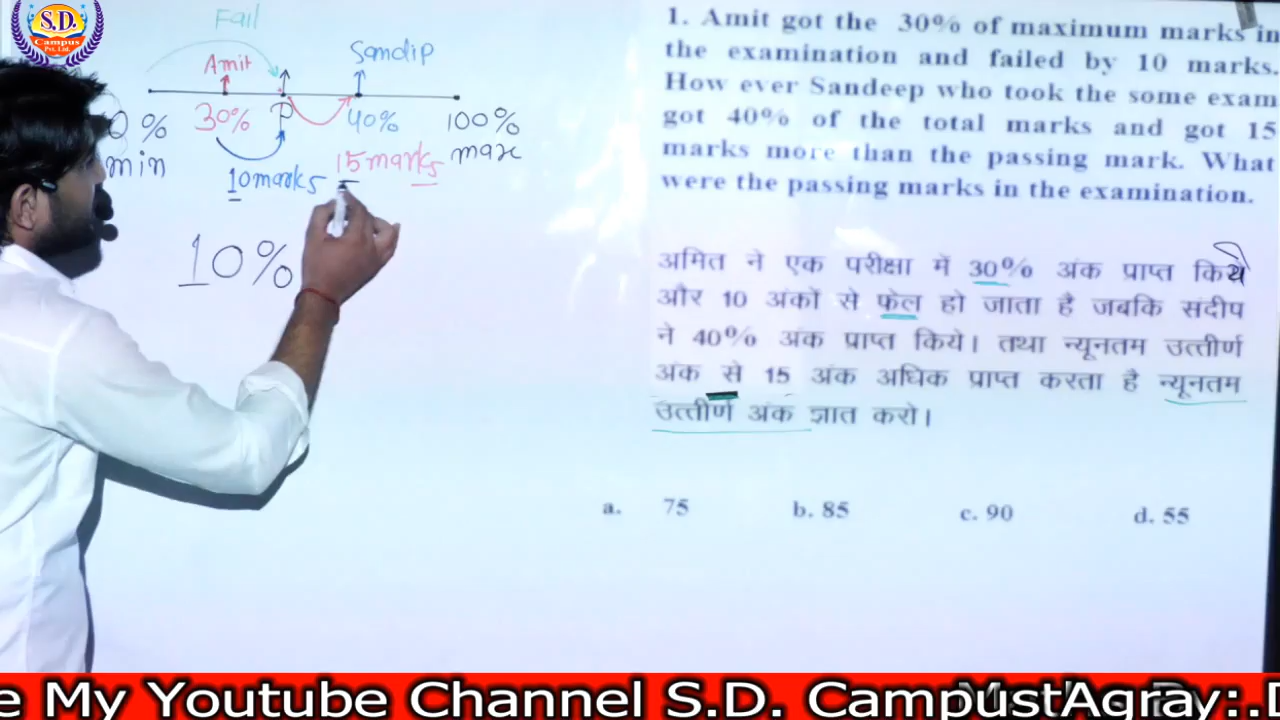 S.D.
Campus
Pvt. Ltd.
Fail
Amit
Sandip
0%
30%
P
40%
100%
min
max
10marks
15marks
10%
1. Amit got the 30% of maximum marks in
the examination and failed by 10 marks.
How ever Sandeep who took the some exam
got 40% of the total marks and got 15
marks more than the passing mark. What
were the passing marks in the examination.
अमित ने एक परीक्षा में 30% अंक प्राप्त किये
और 10 अंकों से फेल हो जाता है जबकि संदीप
ने 40% अंक प्राप्त किये। तथा न्यूनतम उत्तीर्ण
अंक से 15 अंक अधिक प्राप्त करता है न्यूनतम
उत्तीर्ण अंक ज्ञात करो।
a. 75 b. 85 c. 90 d. 55
e My Youtube Channel S.D. CampustAgray:.D